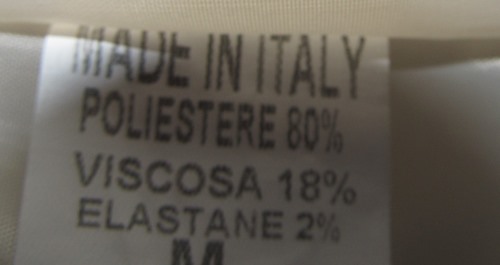 MADE IN ITALY
POLIESTERE 80%
VISCOSA 18%
ELASTANE 2%
M